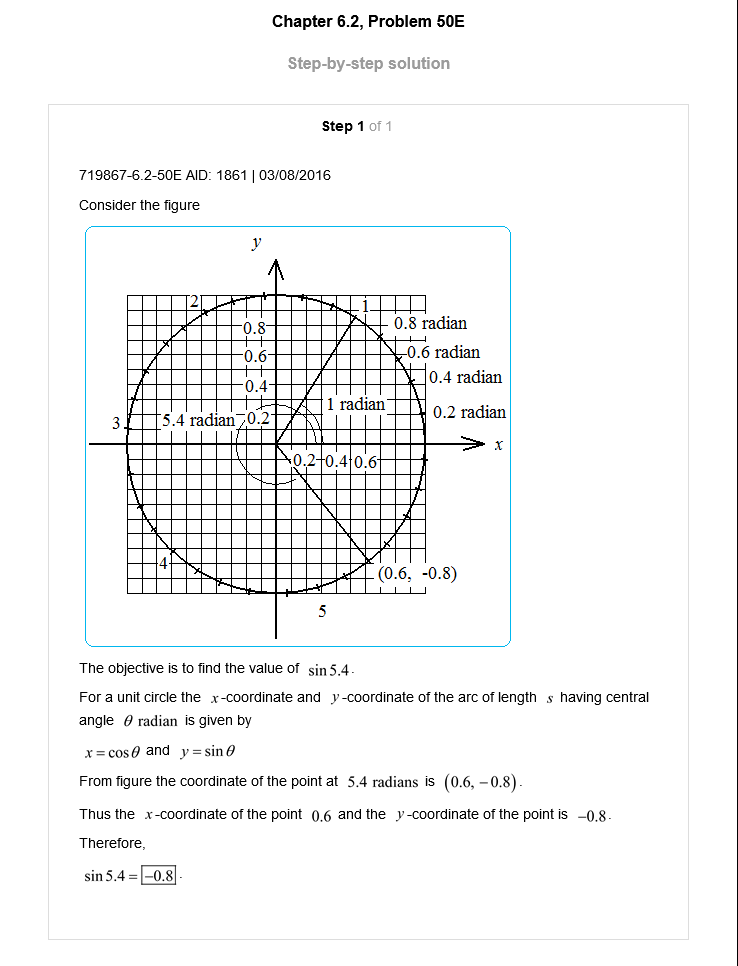 Chapter 6.2, Problem 50E
Step-by-step solution
Step 1 of 1
719867-6.2-50E AID: 1861 | 03/08/2016
Consider the figure
y
2
1
0.8
0.8 radian
0.6
0.6 radian
0.4
0.4 radian
1 radian
0.2 radian
3
5.4 radian
0.2
x
0.2 0.4 0.6
4
(0.6, -0.8)
5
The objective is to find the value of sin 5.4.
For a unit circle the x-coordinate and y-coordinate of the arc of length s having central
angle θ radian is given by
x = cos θ and y = sin θ
From figure the coordinate of the point at 5.4 radians is (0.6, −0.8).
Thus the x-coordinate of the point 0.6 and the y-coordinate of the point is −0.8.
Therefore,
sin 5.4 = −0.8.